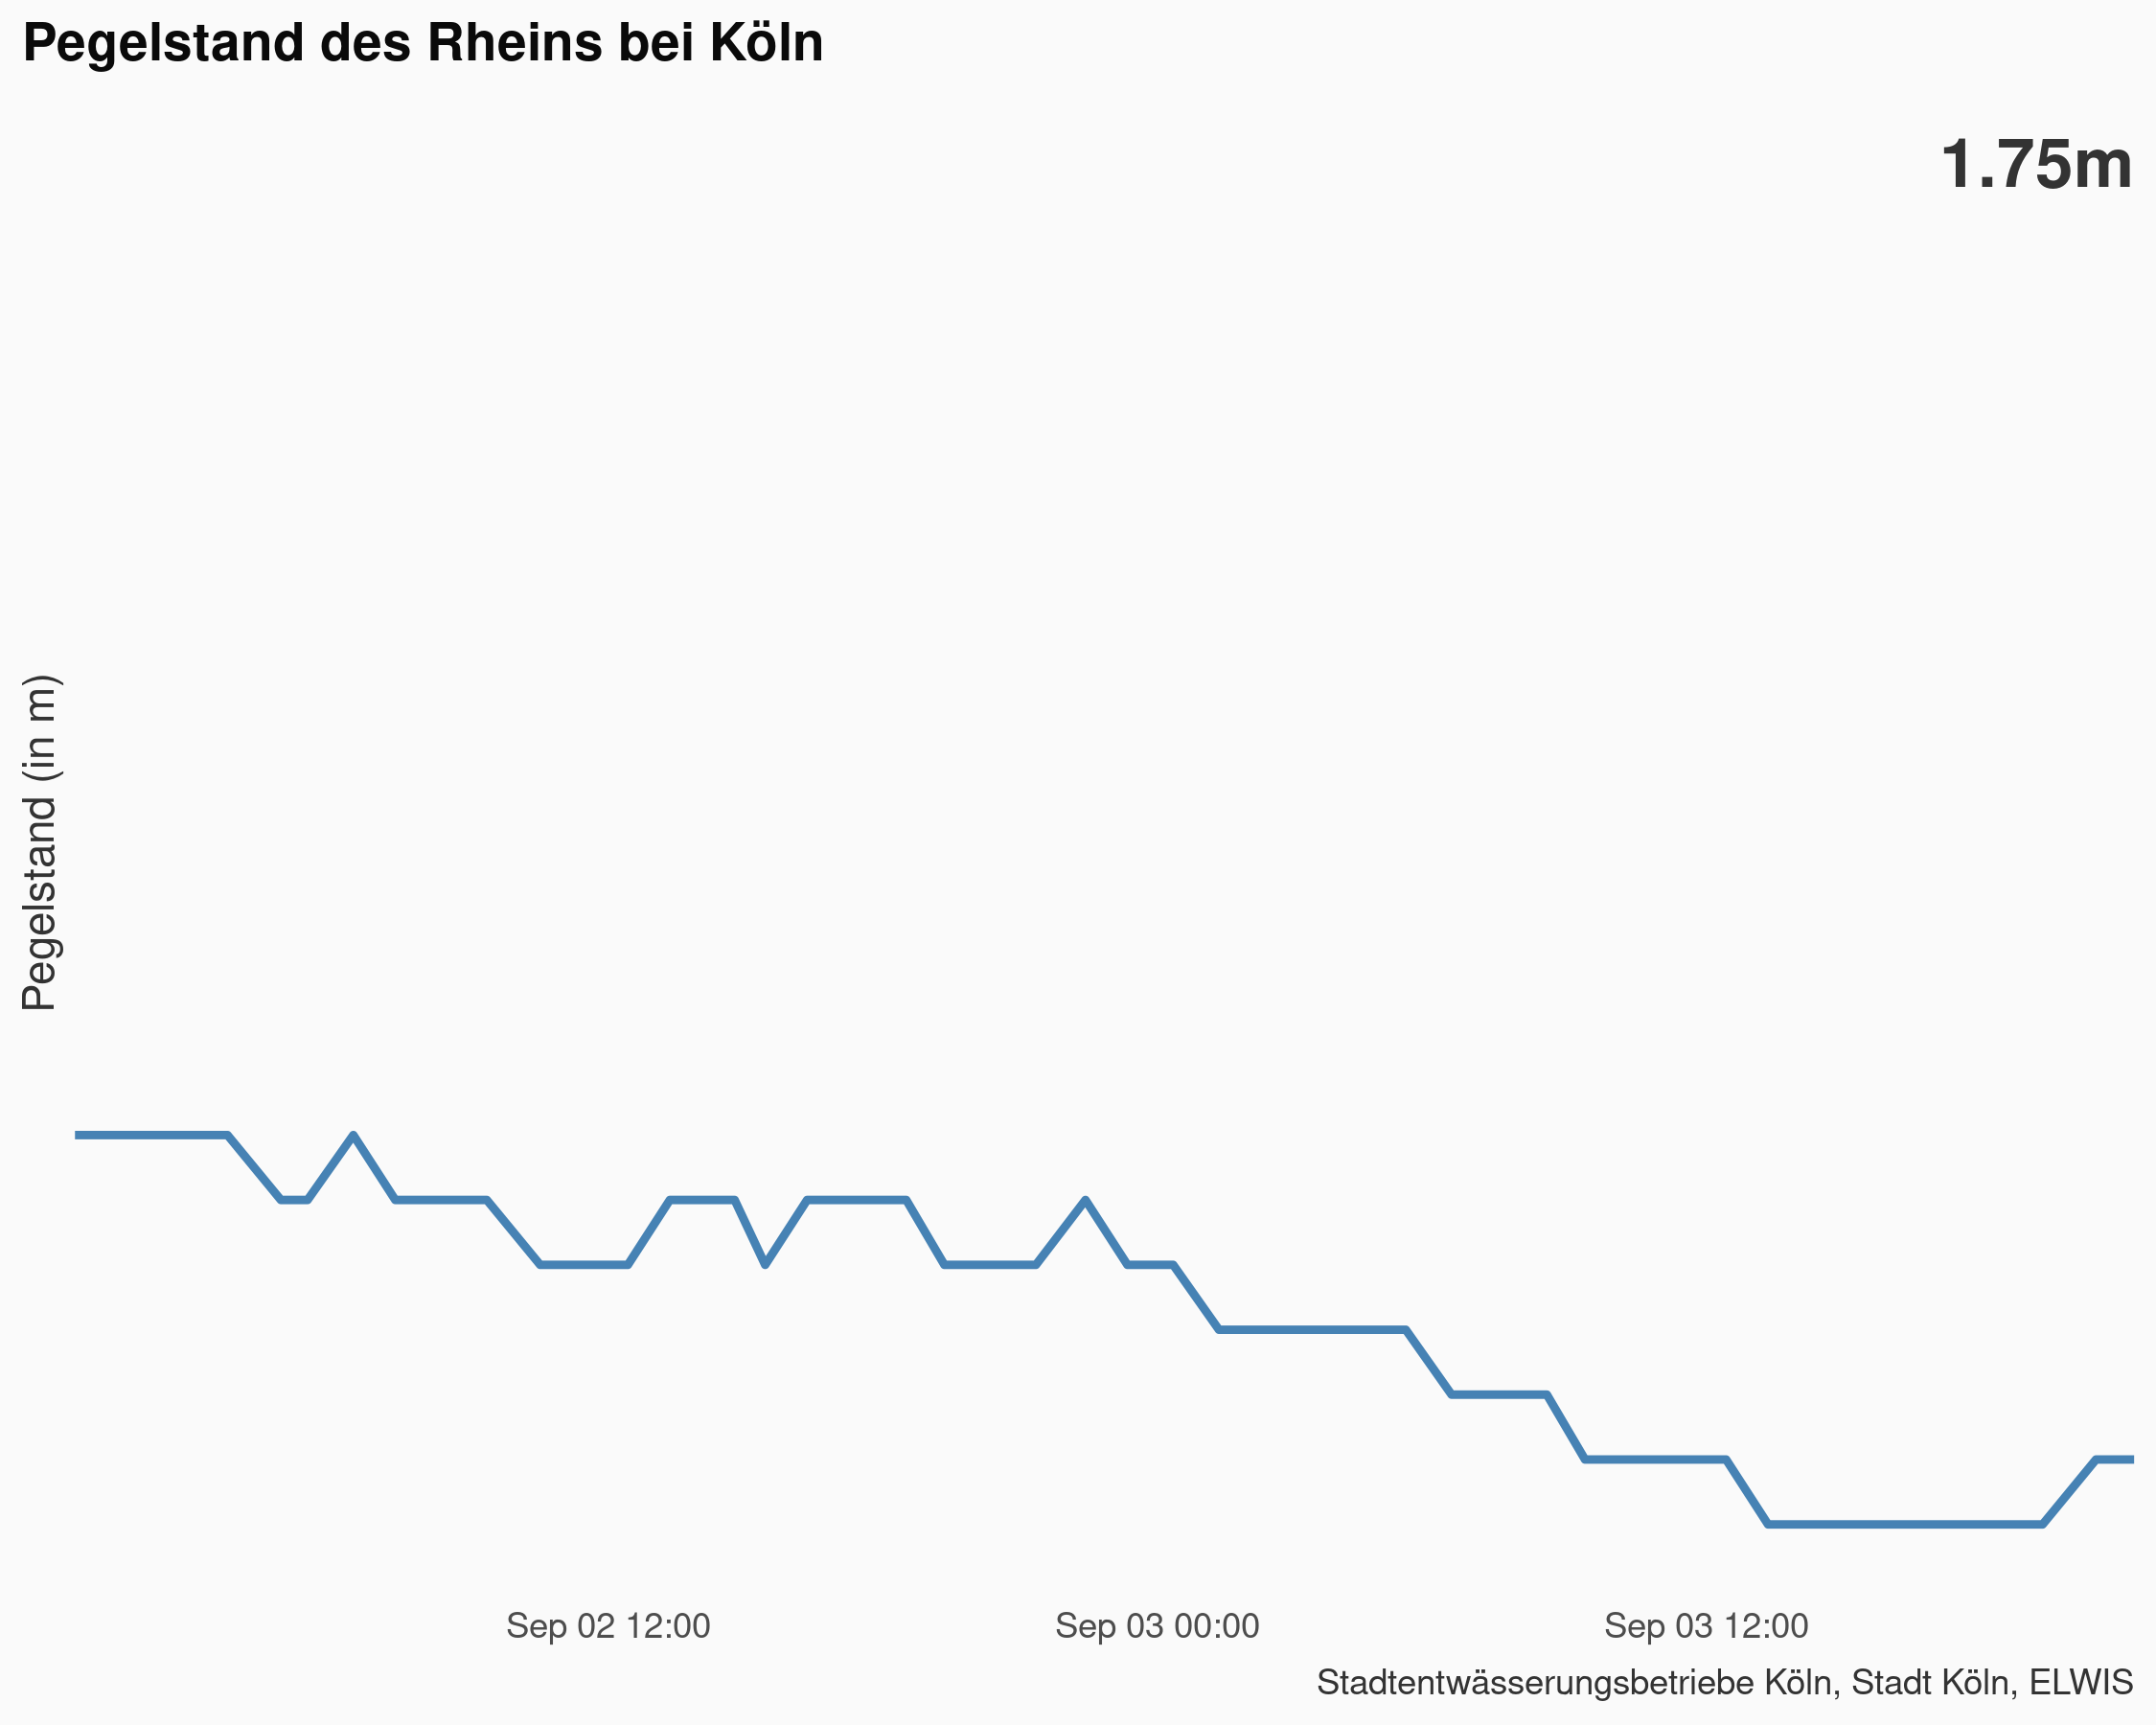 Pegelstand des Rheins bei Köln
1.75m
Pegelstand (in m)
Sep 02 12:00
Sep 03 00:00
Sep 03 12:00
Stadtentwässerungsbetriebe Köln, Stadt Köln, ELWIS